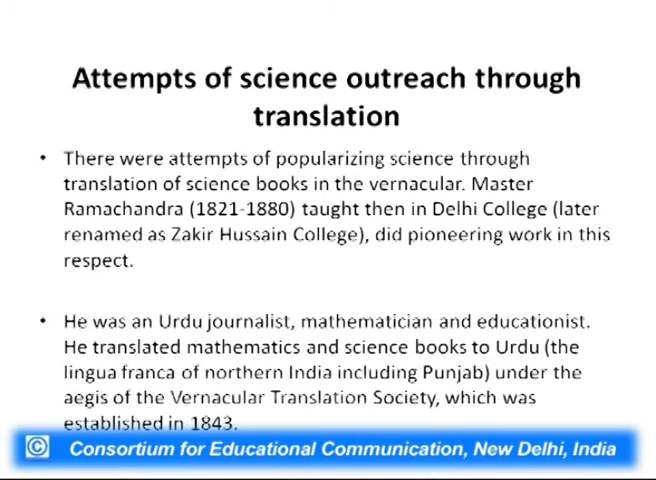 Attempts of science outreach through
translation
• There were attempts of popularizing science through
translation of science books in the vernacular. Master
Ramachandra (1821-1880) taught then in Delhi College (later
renamed as Zakir Hussain College), did pioneering work in this
respect.
• He was an Urdu journalist, mathematician and educationist.
He translated mathematics and science books to Urdu (the
lingua franca of northern India including Punjab) under the
aegis of the Vernacular Translation Society, which was
established in 1843.
© Consortium for Educational Communication, New Delhi, India